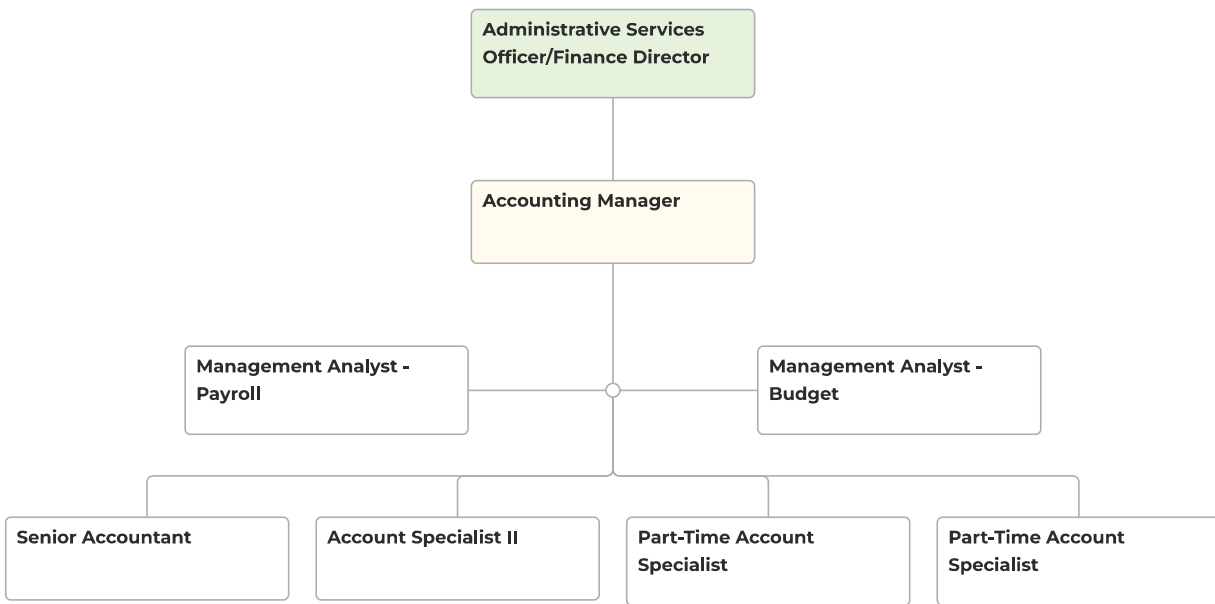 Administrative Services
Officer/Finance Director
Accounting Manager
Management Analyst -
Payroll
Management Analyst -
Budget
Senior Accountant
Account Specialist II
Part-Time Account
Specialist
Part-Time Account
Specialist